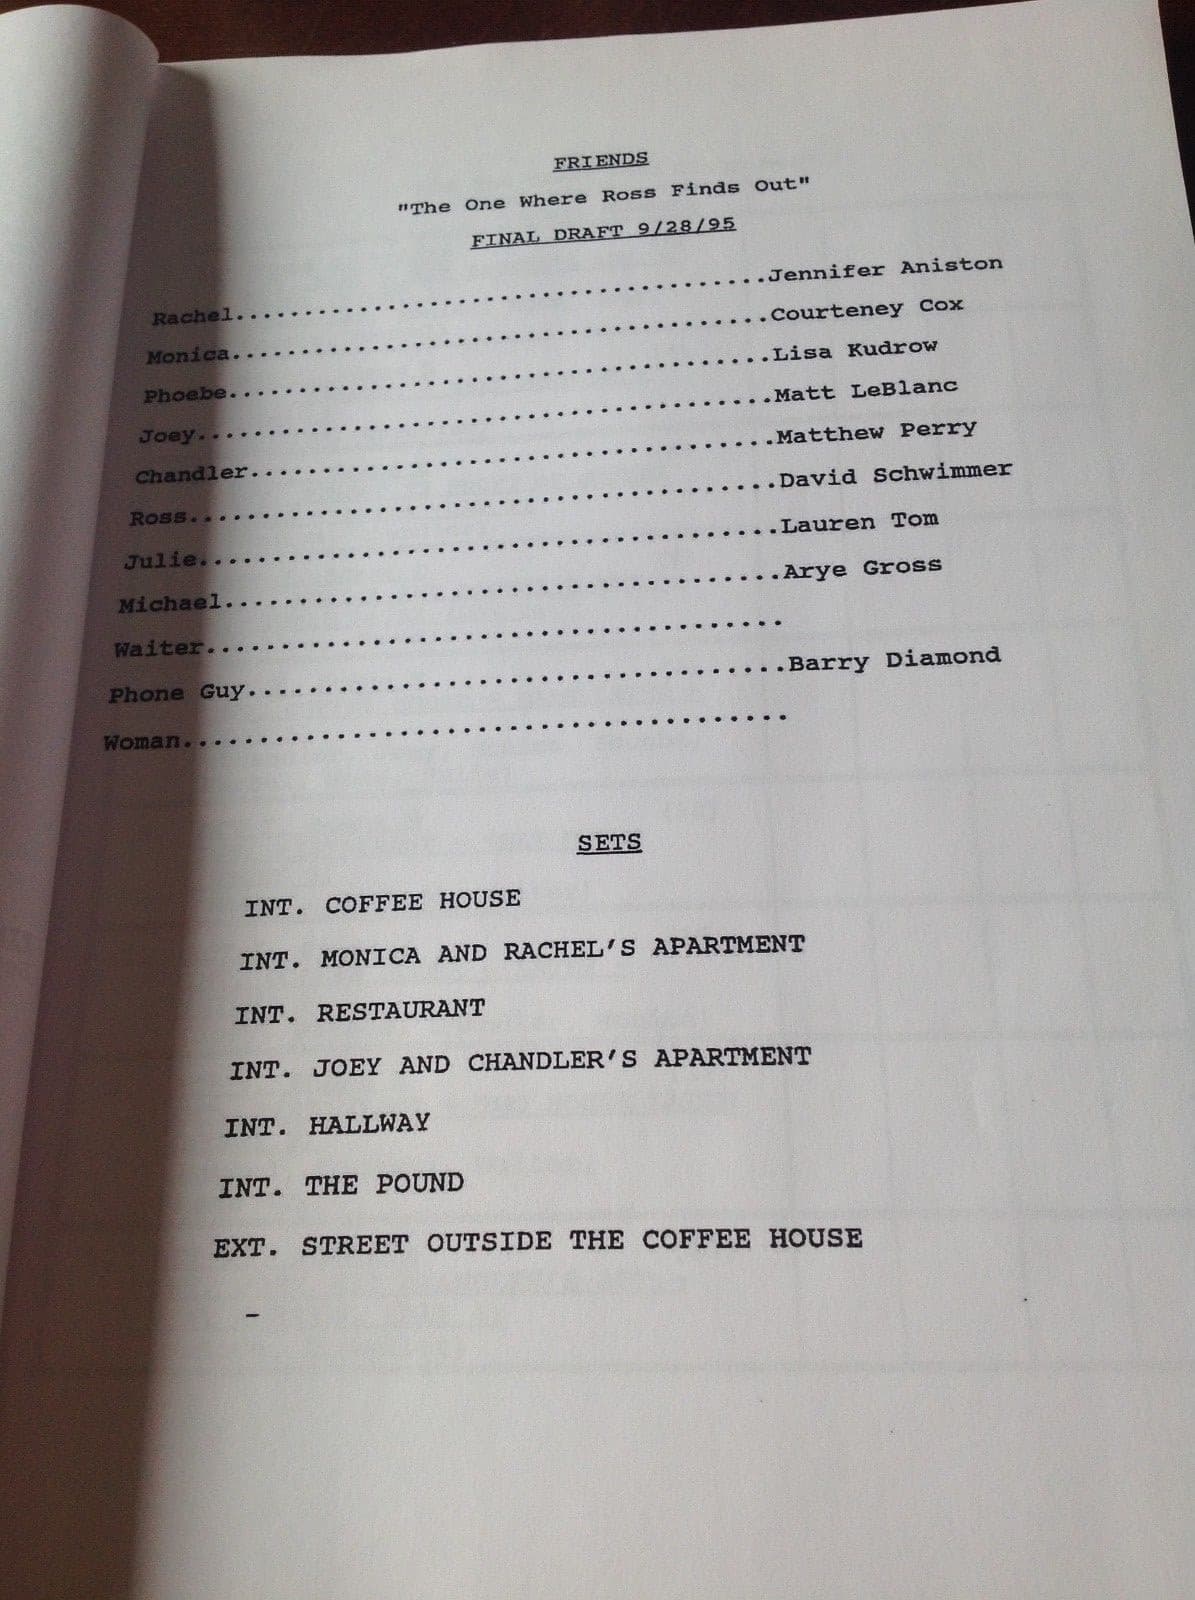 FRIENDS
"The One Where Ross Finds Out"
FINAL DRAFT 9/28/95
Rachel.......................................Jennifer Aniston
Monica.......................................Courteney Cox
Phoebe.......................................Lisa Kudrow
Joey.........................................Matt LeBlanc
Chandler.....................................Matthew Perry
Ross.........................................David Schwimmer
Julie........................................Lauren Tom
Michael......................................Arye Gross
Waiter.......................................
Phone Guy....................................Barry Diamond
Woman........................................
SETS
INT. COFFEE HOUSE
INT. MONICA AND RACHEL'S APARTMENT
INT. RESTAURANT
INT. JOEY AND CHANDLER'S APARTMENT
INT. HALLWAY
INT. THE POUND
EXT. STREET OUTSIDE THE COFFEE HOUSE
-